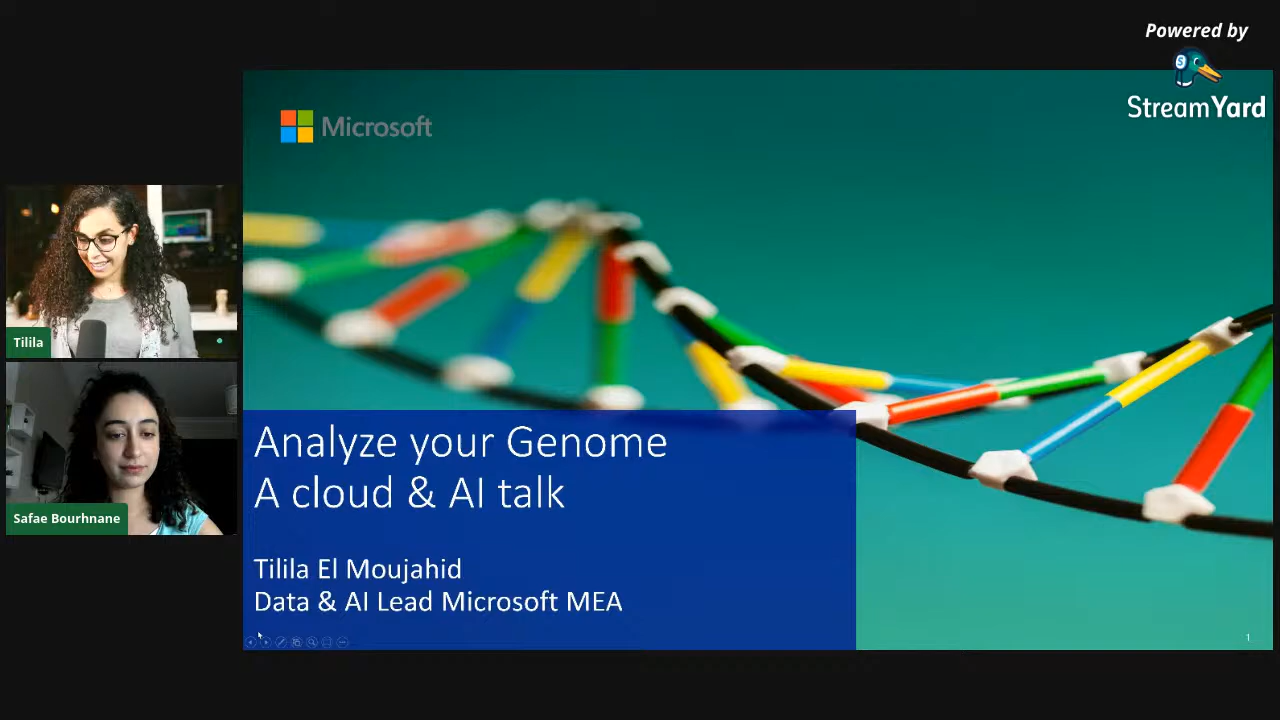 Powered by
StreamYard
Microsoft
Tilila
Safae Bourhnane
Analyze your Genome
A cloud & AI talk
Tilila El Moujahid
Data & AI Lead Microsoft MEA
1